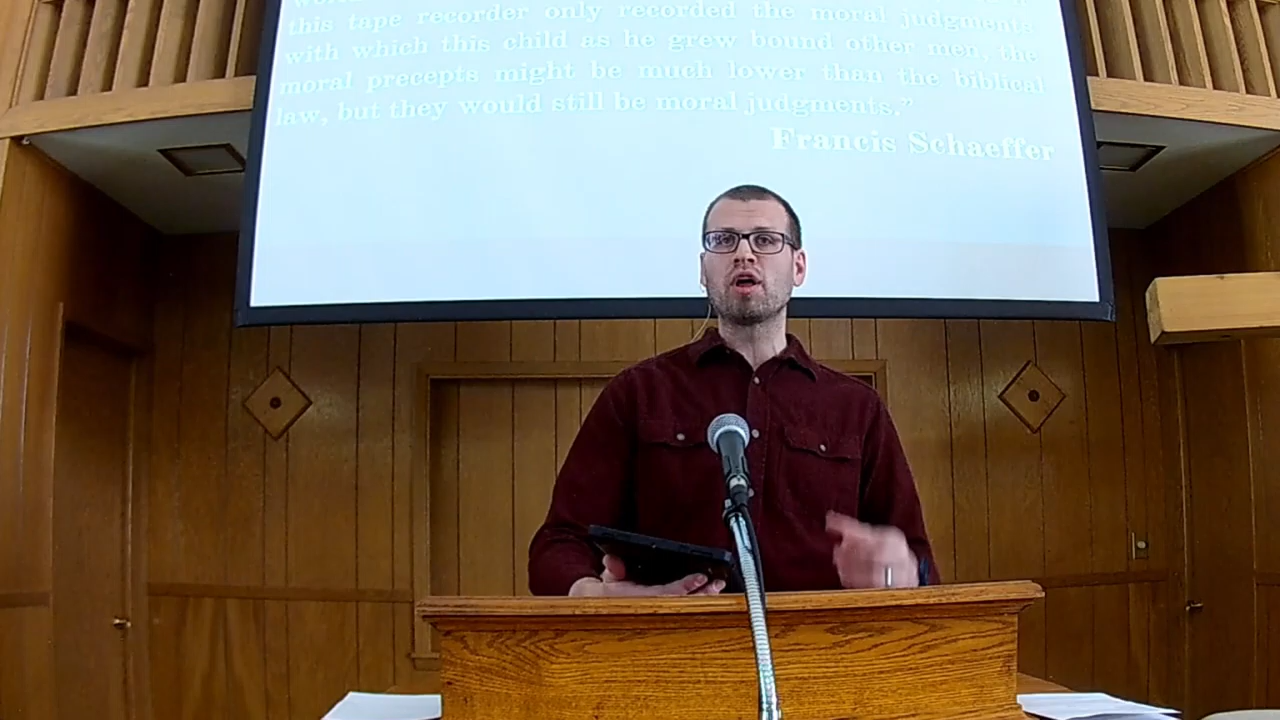 this tape recorder only recorded the moral judgments
with which this child as he grew bound other men, the
moral precepts might be much lower than the biblical
law, but they would still be moral judgments.”
Francis Schaeffer